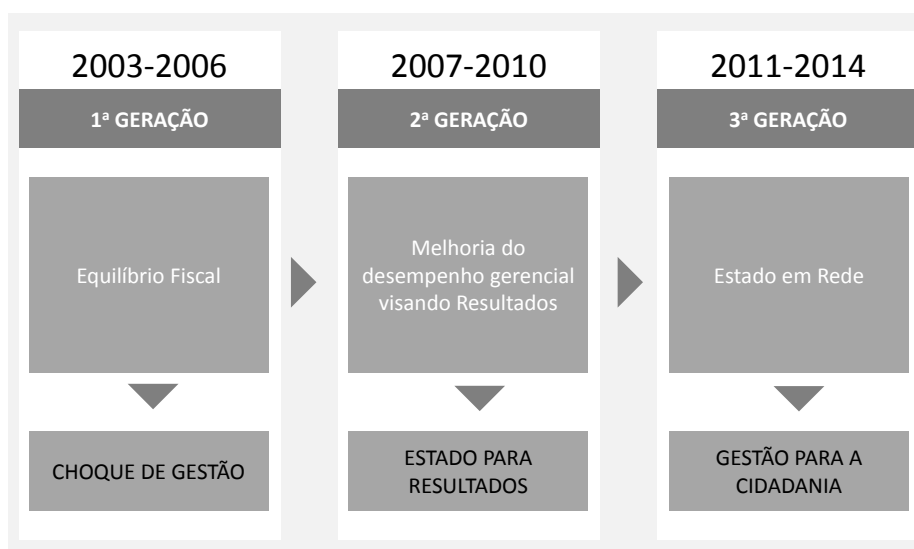 2003-2006
1ª GERAÇÃO
Equilíbrio Fiscal
CHOQUE DE GESTÃO
2007-2010
2ª GERAÇÃO
Melhoria do
desempenho gerencial
visando Resultados
ESTADO PARA
RESULTADOS
2011-2014
3ª GERAÇÃO
Estado em Rede
GESTÃO PARA A
CIDADANIA